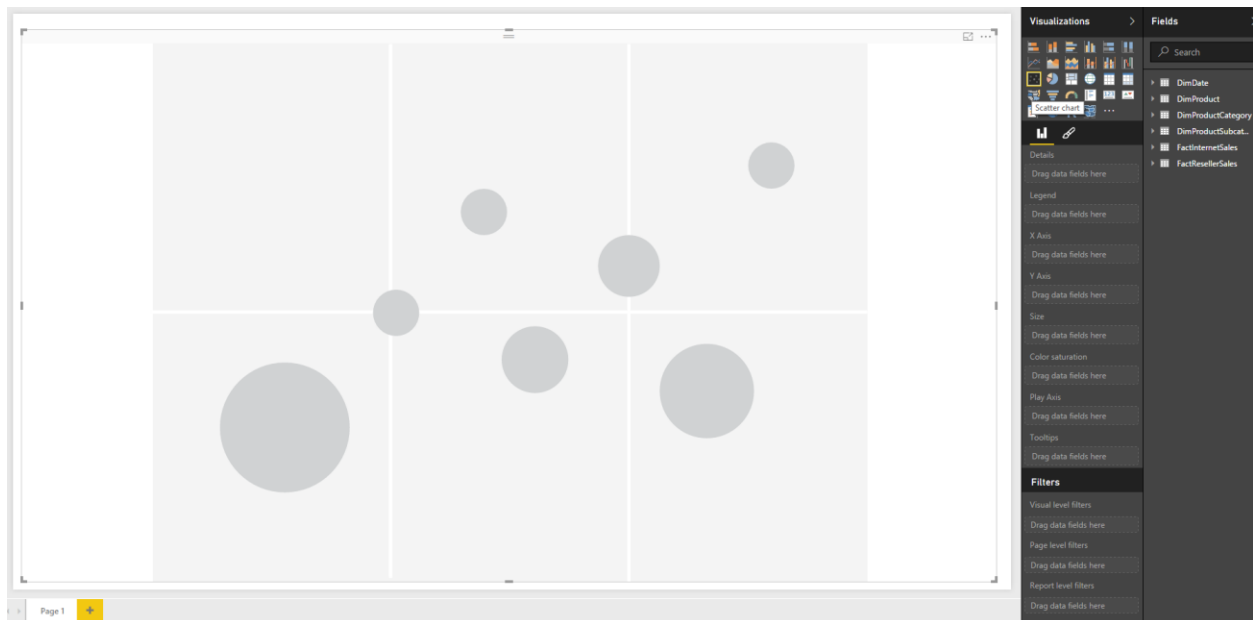 Visualizations
Fields
Search
Scatter chart
DimDate
DimProduct
DimProductCategory
DimProductSubcat...
FactInternetSales
FactResellerSales
Details
Drag data fields here
Legend
Drag data fields here
X Axis
Drag data fields here
Y Axis
Drag data fields here
Size
Drag data fields here
Color saturation
Drag data fields here
Play Axis
Drag data fields here
Tooltips
Drag data fields here
Filters
Visual level filters
Drag data fields here
Page level filters
Drag data fields here
Report level filters
Drag data fields here
Page 1